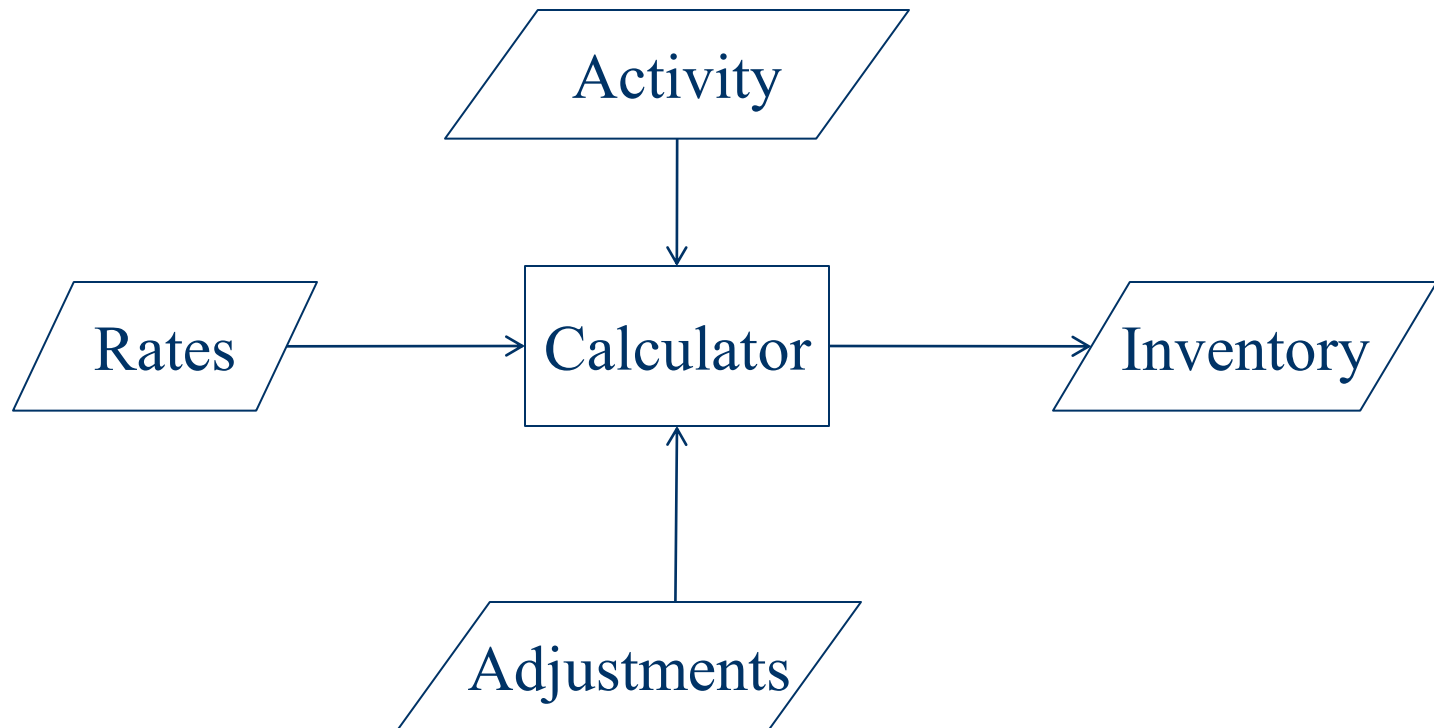 Activity
Rates
Calculator
Inventory
Adjustments